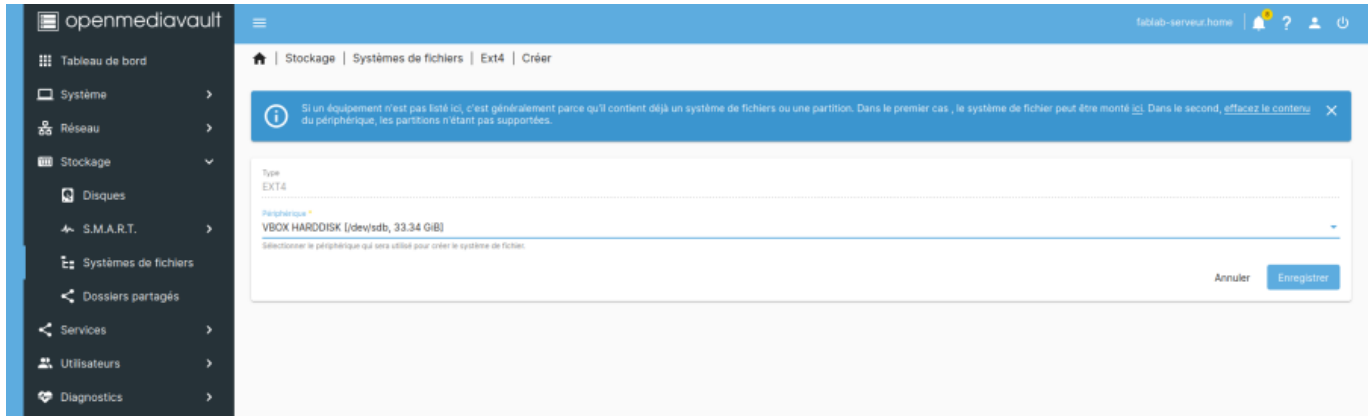 openmediavault
fablab-serveur.home
8
?
Tableau de bord
Système
Réseau
Stockage
Disques
S.M.A.R.T.
Systèmes de fichiers
Dossiers partagés
Services
Utilisateurs
Diagnostics
| Stockage | Systèmes de fichiers | Ext4 | Créer
Si un équipement n'est pas listé ici, c'est généralement parce qu'il contient déjà un système de fichiers ou une partition. Dans le premier cas , le système de fichier peut être monté ici. Dans le second, effacez le contenu
du périphérique, les partitions n'étant pas supportées.
Type
EXT4
Périphérique *
VBOX HARDDISK [/dev/sdb, 33.34 GiB]
Sélectionner le périphérique qui sera utilisé pour créer le système de fichier.
Annuler
Enregistrer